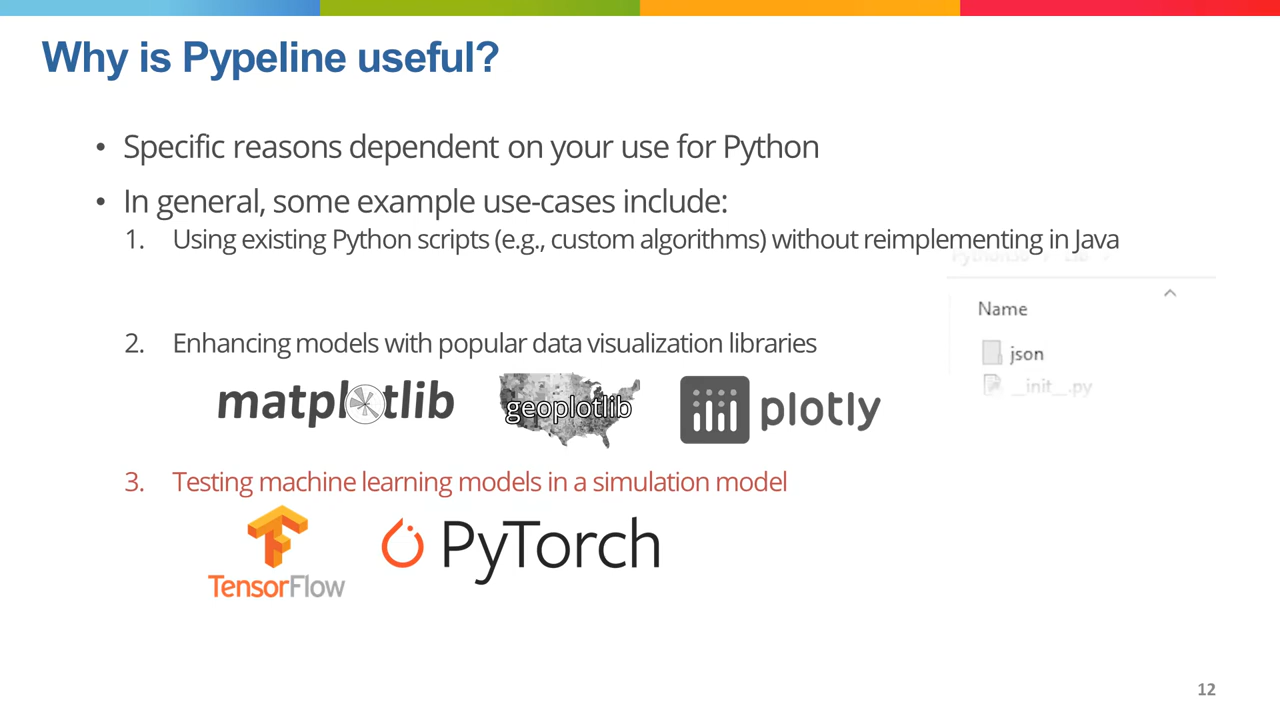 Why is Pypeline useful?
• Specific reasons dependent on your use for Python
• In general, some example use-cases include:
1. Using existing Python scripts (e.g., custom algorithms) without reimplementing in Java
Name
json
__init__.py
2. Enhancing models with popular data visualization libraries
matplotlib
geoplotlib
plotly
3. Testing machine learning models in a simulation model
TensorFlow
PyTorch
12